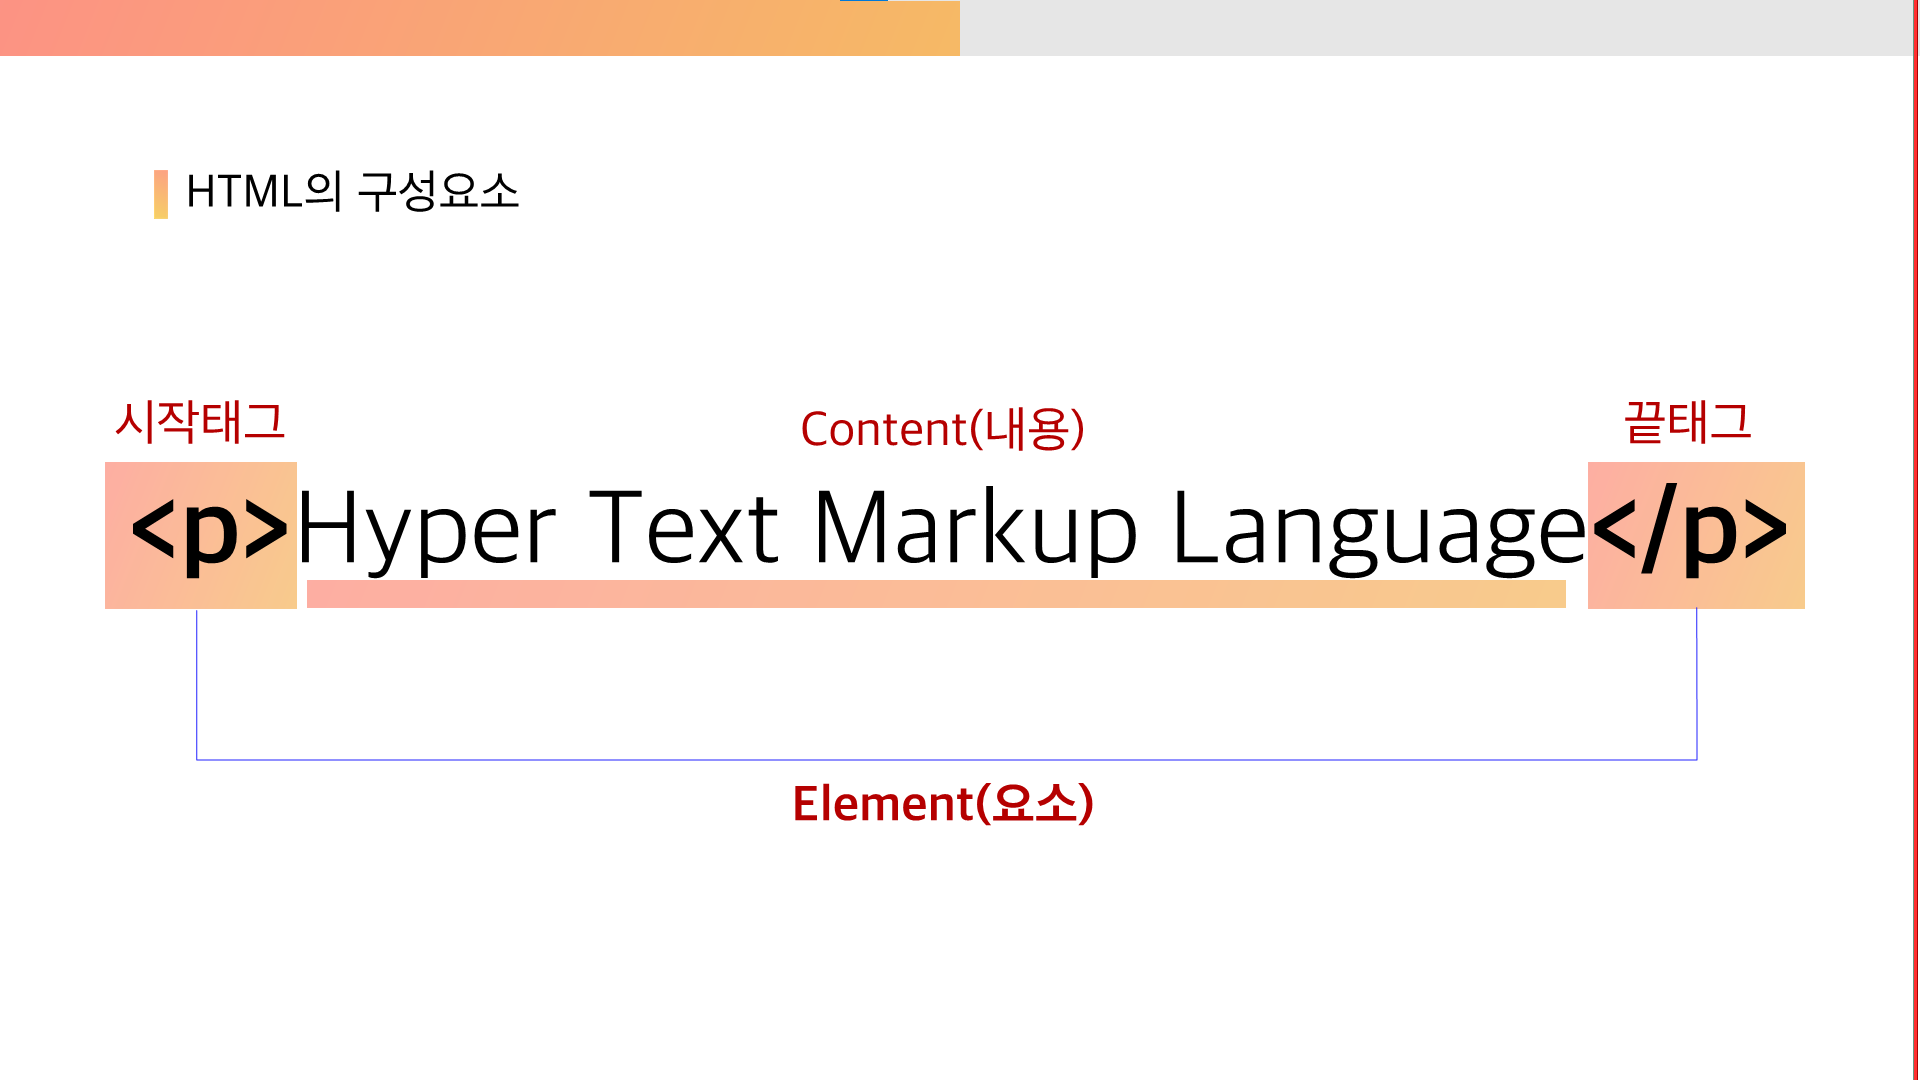 HTML의 구성요소
시작태그
Content(내용)
끝태그
<p>Hyper Text Markup Language</p>
Element(요소)